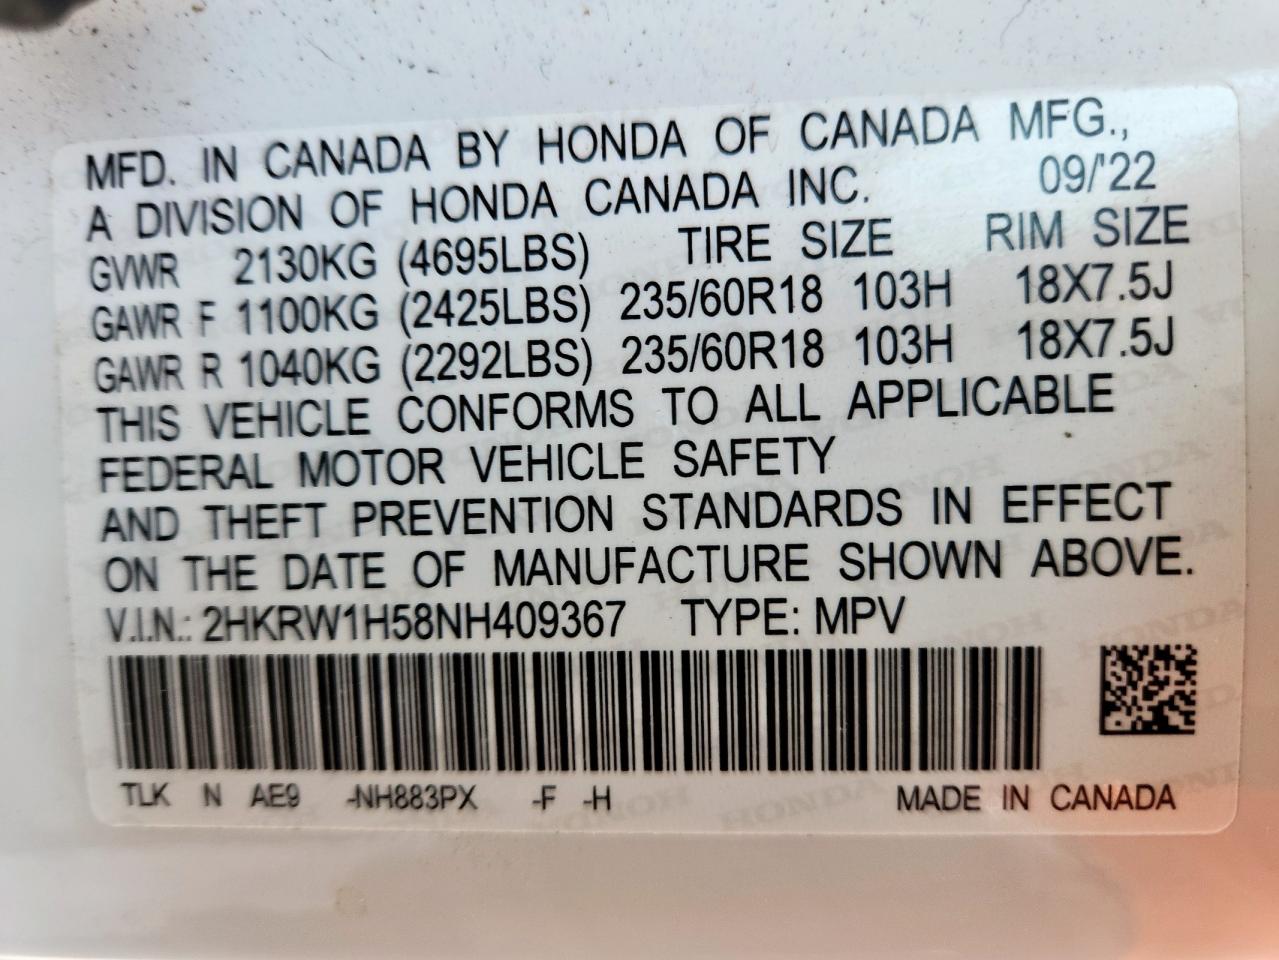 MFD. IN CANADA BY HONDA OF CANADA MFG.,
A DIVISION OF HONDA CANADA INC. 09/'22
GVWR 2130KG (4695LBS) TIRE SIZE RIM SIZE
GAWR F 1100KG (2425LBS) 235/60R18 103H 18X7.5J
GAWR R 1040KG (2292LBS) 235/60R18 103H 18X7.5J
THIS VEHICLE CONFORMS TO ALL APPLICABLE
FEDERAL MOTOR VEHICLE SAFETY
AND THEFT PREVENTION STANDARDS IN EFFECT
ON THE DATE OF MANUFACTURE SHOWN ABOVE.
V.I.N.: 2HKRW1H58NH409367 TYPE: MPV
TLK N AE9 -NH883PX -F -H MADE IN CANADA